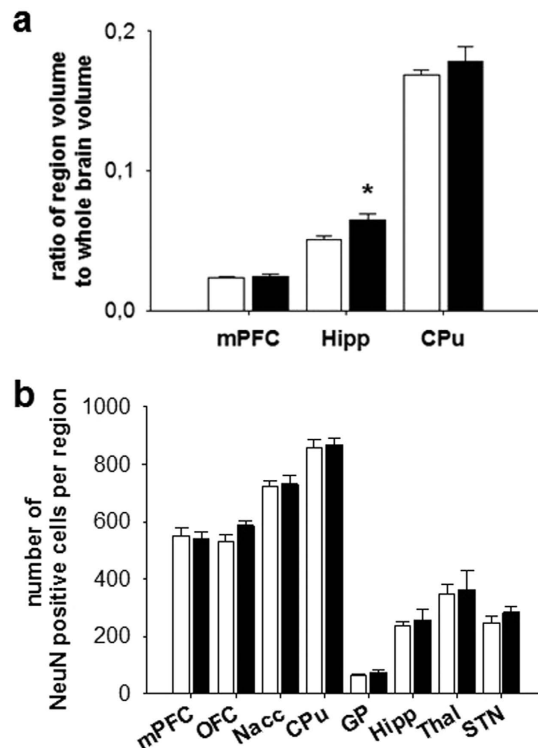 a
ratio of region volume
to whole brain volume
0,2
0,1
0,0
*
mPFC Hipp CPu
b
number of
NeuN positive cells per region
1000
800
600
400
200
0
mPFC OFC Nacc CPu GP Hipp Thal STN